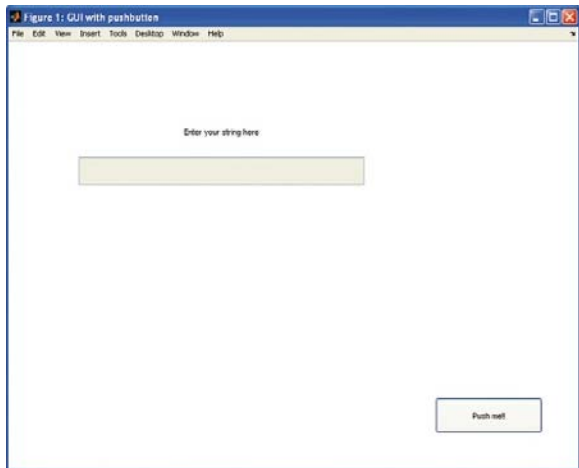 Figure 1: GUI with pushbutton
File Edit View Insert Tools Desktop Window Help
Enter your string here
Push me!!